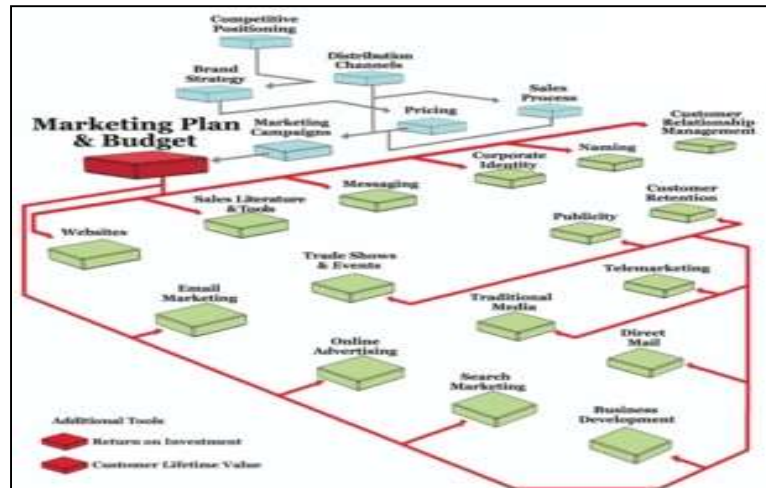 Competitive
Positioning
Distribution
Channels
Brand
Strategy
Sales
Process
Pricing
Marketing
Campaigns
Customer
Relationship
Management
Marketing Plan
& Budget
Naming
Corporate
Identity
Messaging
Customer
Retention
Sales Literature
& Tools
Publicity
Websites
Trade Shows
& Events
Telemarketing
Email
Marketing
Traditional
Media
Direct
Mail
Online
Advertising
Search
Marketing
Business
Development
Additional Tools
Return on Investment
Customer Lifetime Value